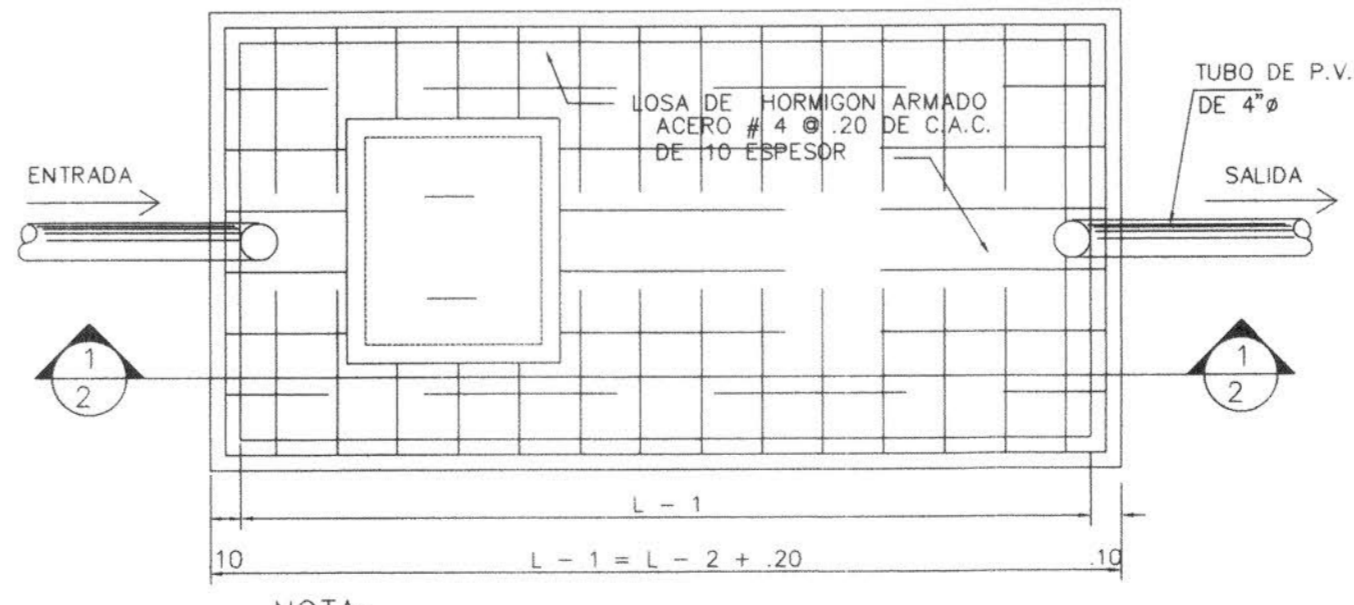 TUBO DE P.V.
DE 4"ø
LOSA DE HORMIGON ARMADO
ACERO # 4 @ .20 DE C.A.C.
DE 10 ESPESOR
ENTRADA
SALIDA
1
2
1
2
L - 1
10
L - 1 = L - 2 + .20
.10
NOTA